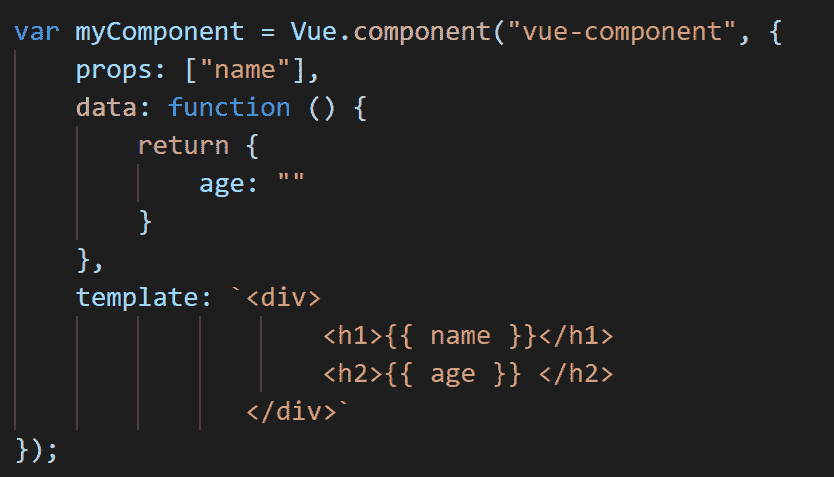 var myComponent = Vue.component("vue-component", {
    props: ["name"],
    data: function () {
        return {
            age: ""
        }
    },
    template: `<div>
                    <h1>{{ name }}</h1>
                    <h2>{{ age }} </h2>
               </div>`
});